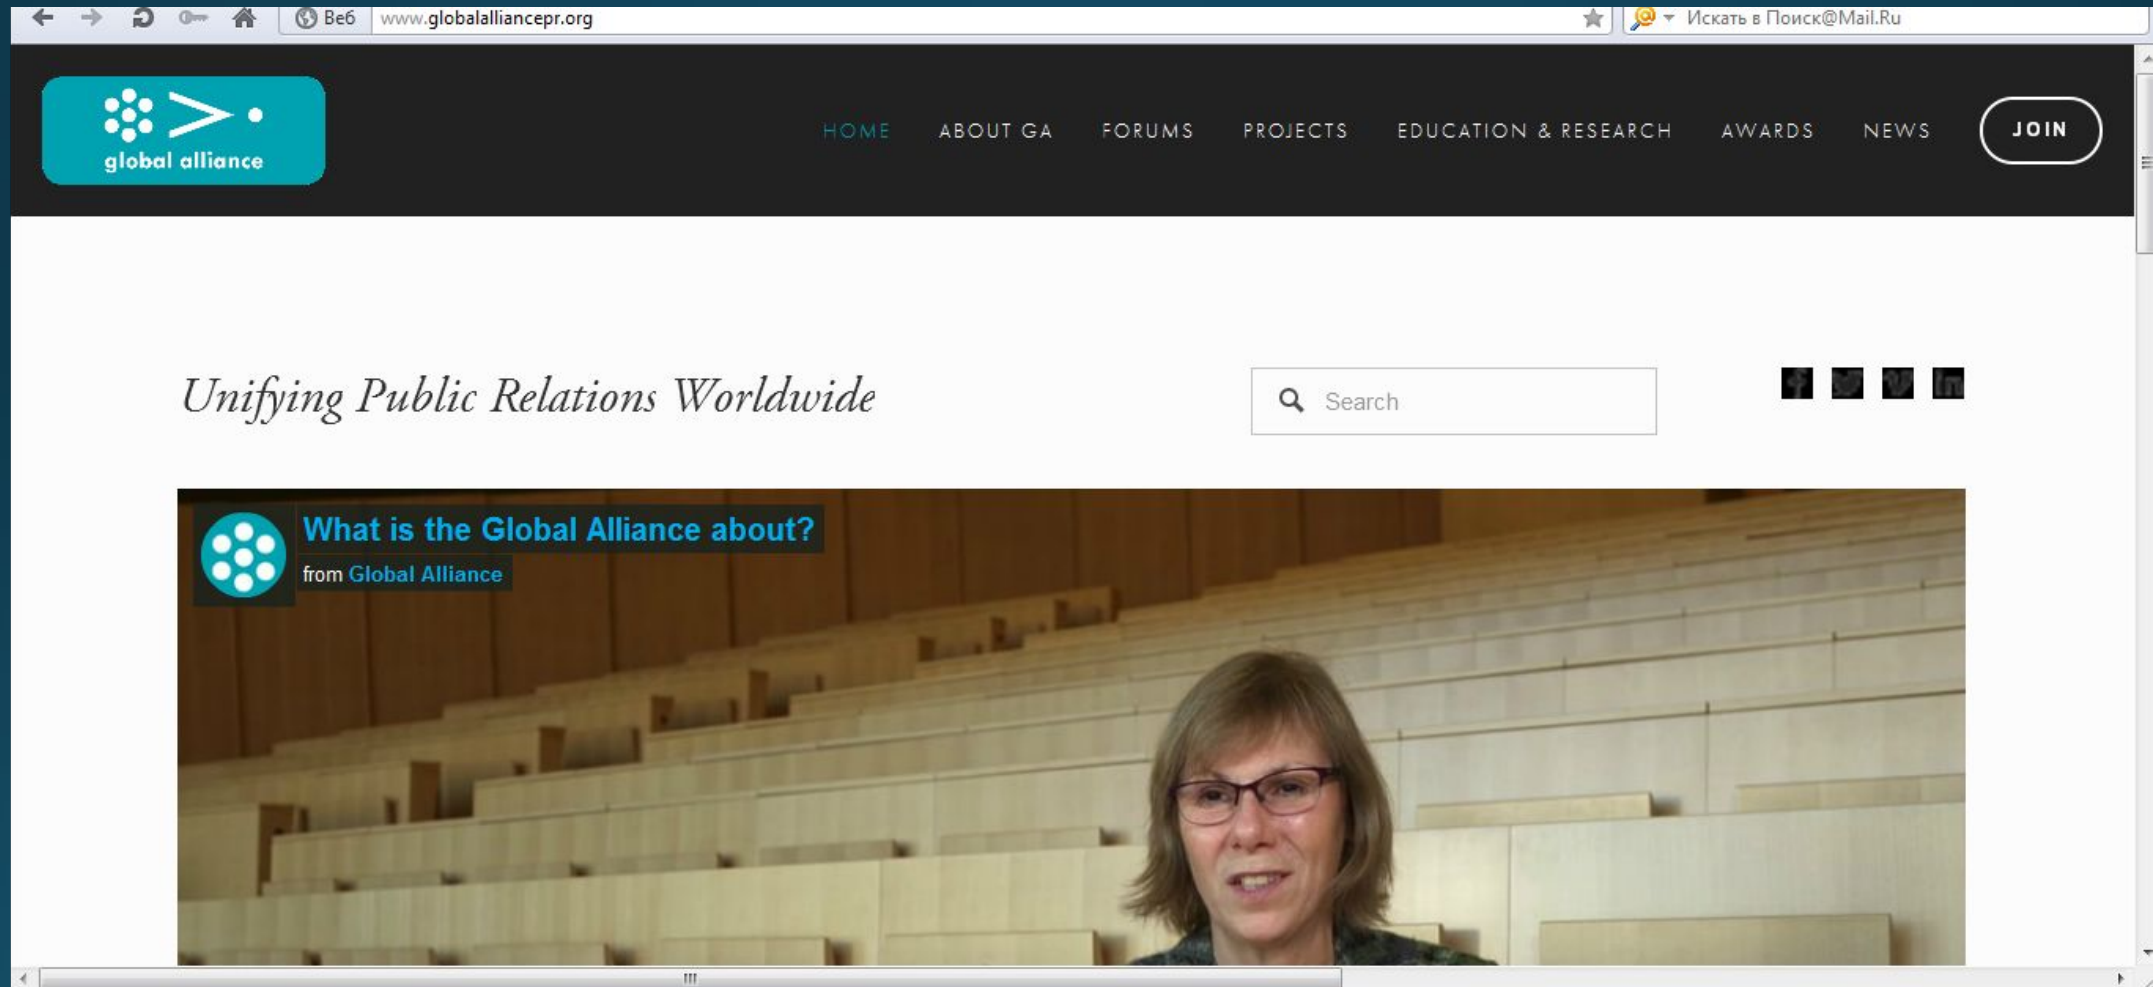 Веб
www.globalalliancepr.org
Искать в Поиск@Mail.Ru
global alliance
HOME ABOUT GA FORUMS PROJECTS EDUCATION & RESEARCH AWARDS NEWS JOIN
Unifying Public Relations Worldwide
Search
What is the Global Alliance about?
from Global Alliance